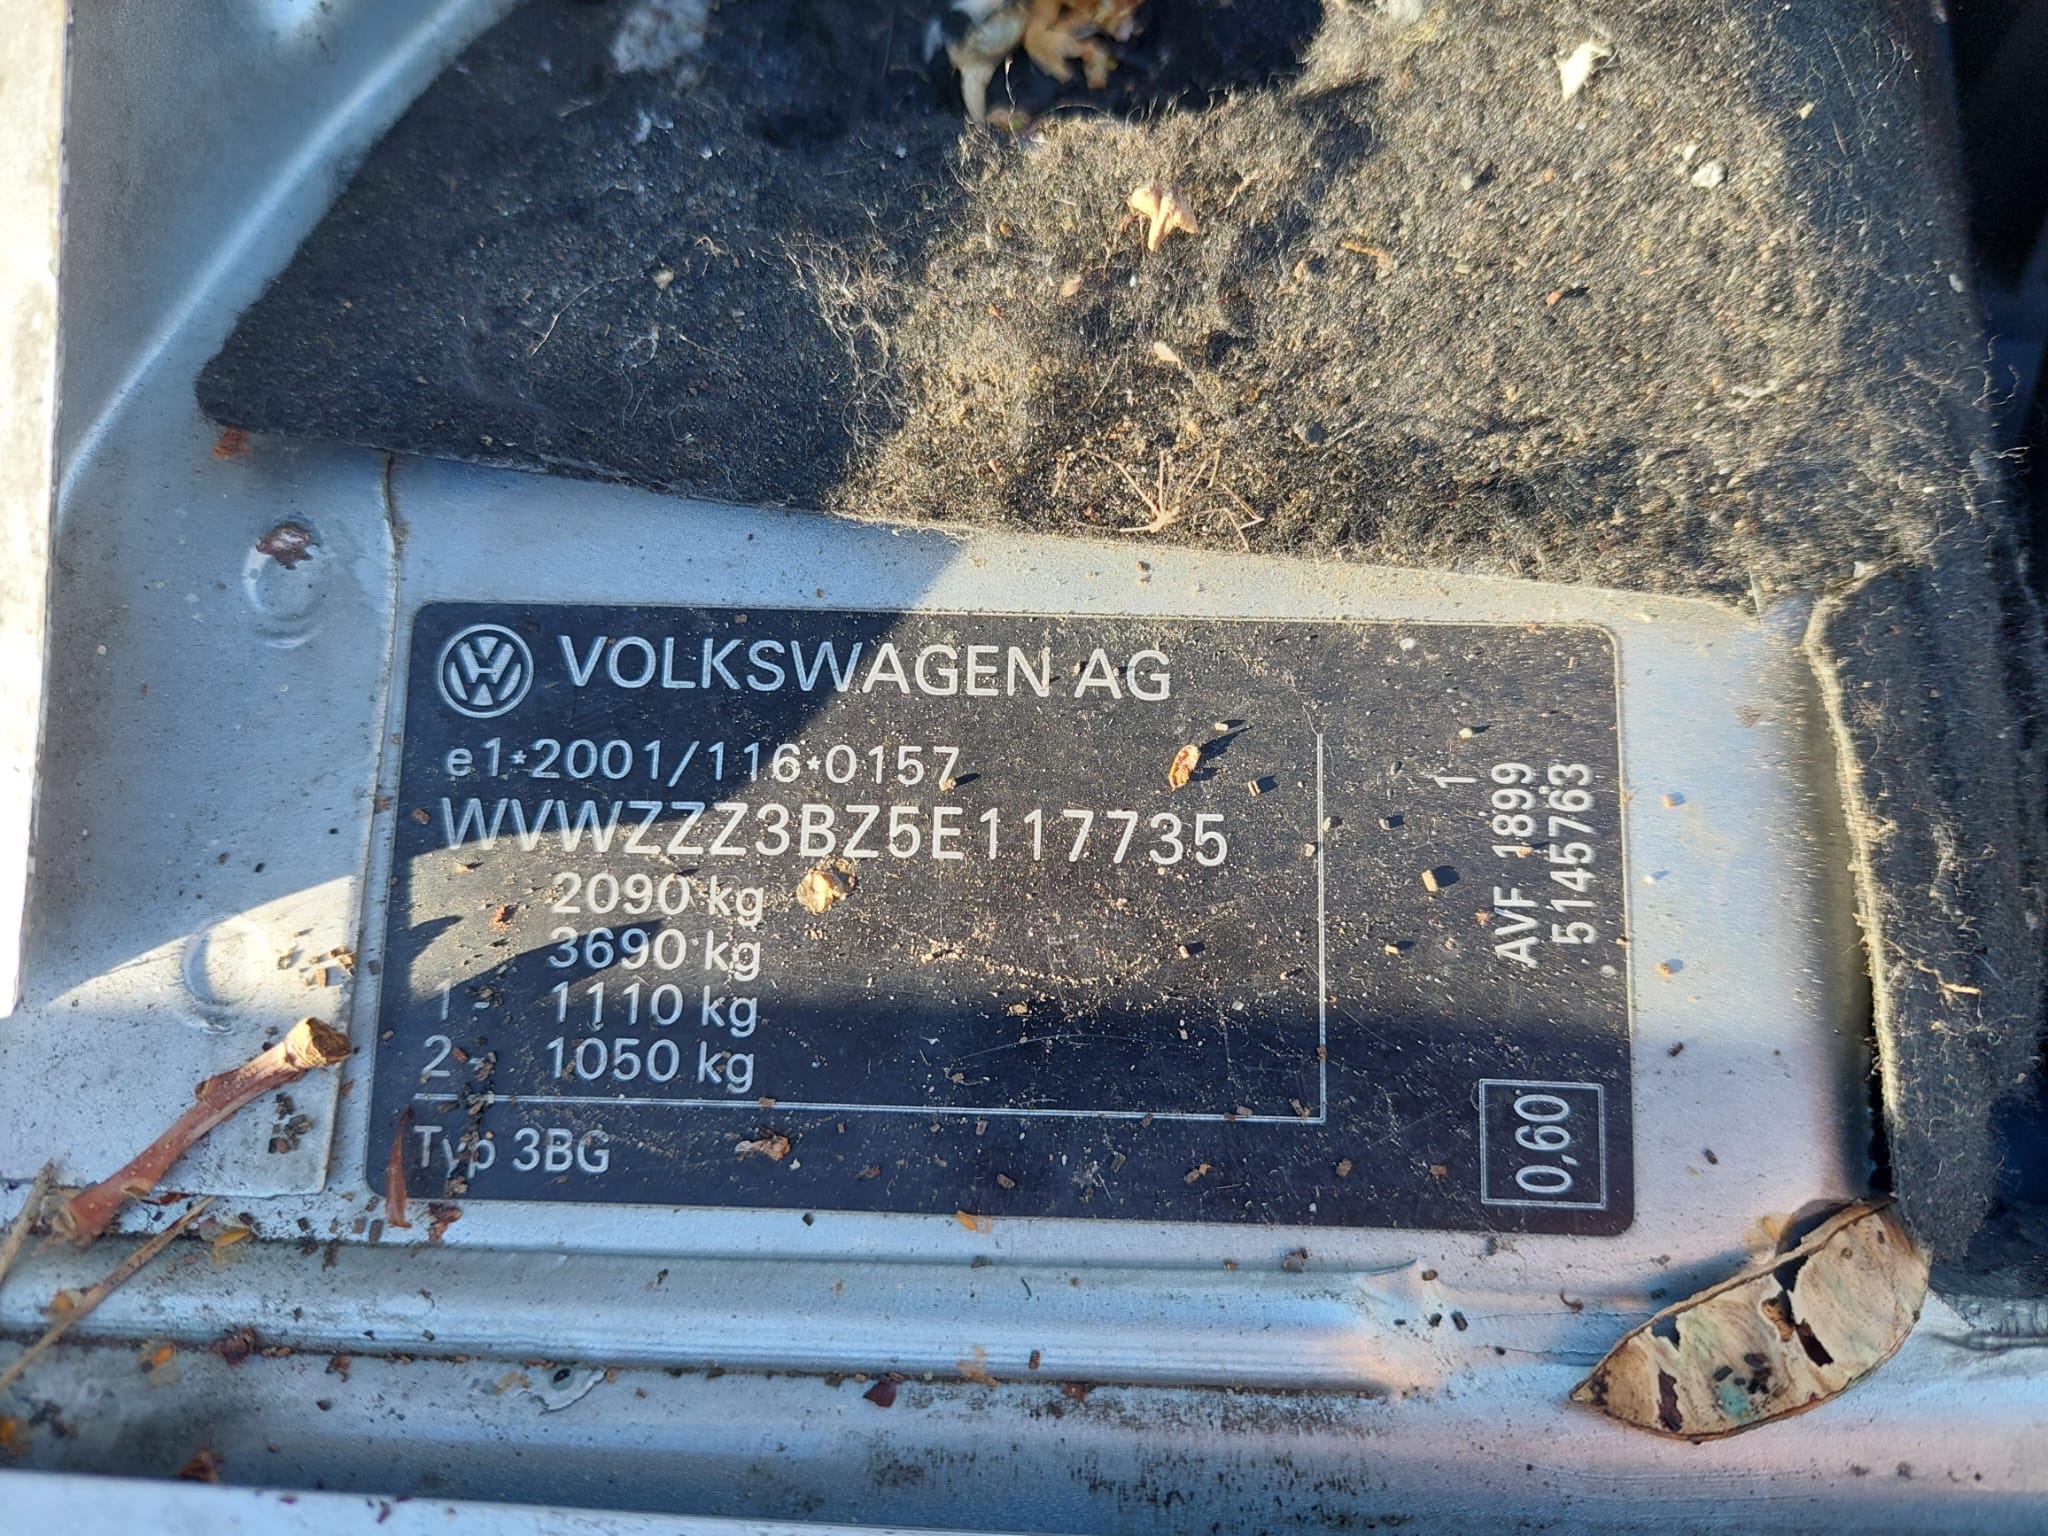 VOLKSWAGEN AG
e1*2001/116*0157
WVWZZZ3BZ5E117735
2090 kg
3690 kg
1 - 1110 kg
2 - 1050 kg
Typ 3BG
1
AVF 1899
5145763
0,60